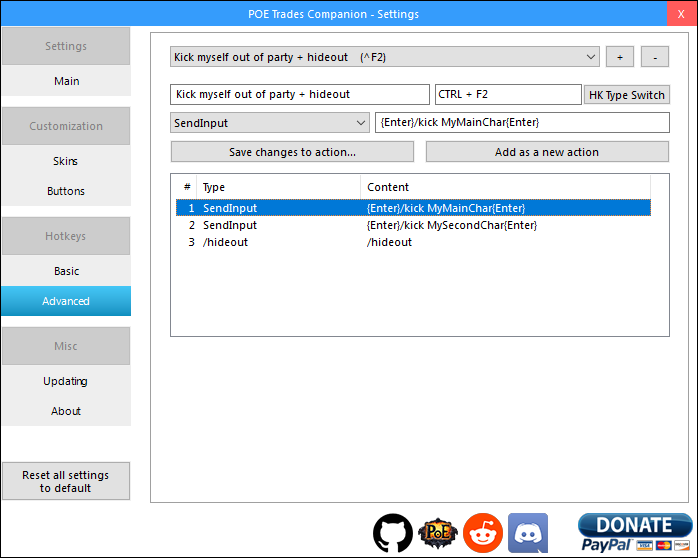 POE Trades Companion - Settings
X
Settings
Main
Customization
Skins
Buttons
Hotkeys
Basic
Advanced
Misc
Updating
About
Reset all settings
to default
Kick myself out of party + hideout (^F2)
+
-
Kick myself out of party + hideout
CTRL + F2
HK Type Switch
SendInput
{Enter}/kick MyMainChar{Enter}
Save changes to action...
Add as a new action
# Type Content
1 SendInput {Enter}/kick MyMainChar{Enter}
2 SendInput {Enter}/kick MySecondChar{Enter}
3 /hideout /hideout
PoE
DONATE
PayPal